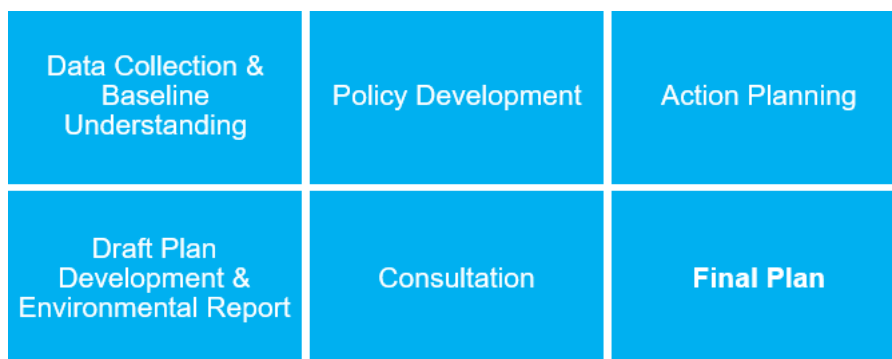 Data Collection &
Baseline
Understanding
Policy Development
Action Planning
Draft Plan
Development &
Environmental Report
Consultation
Final Plan